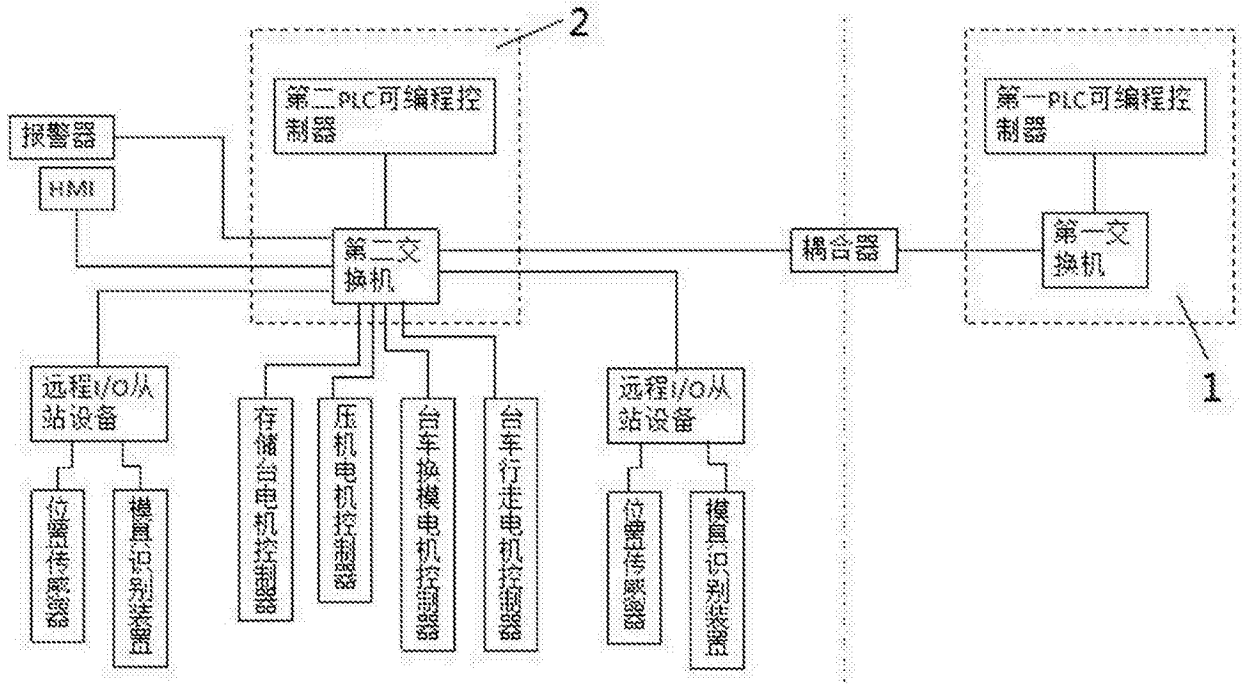 2
第二PLC可编程控
制器
第一PLC可编程控
制器
报警器
HMI
第二交
换机
耦合器
第一交
换机
1
远程I/O从
站设备
远程I/O从
站设备
存储台电机控制器
压机电机控制器
台车换模电机控制器
台车行走电机控制器
位置传感器
模具识别装置
位置传感器
模具识别装置